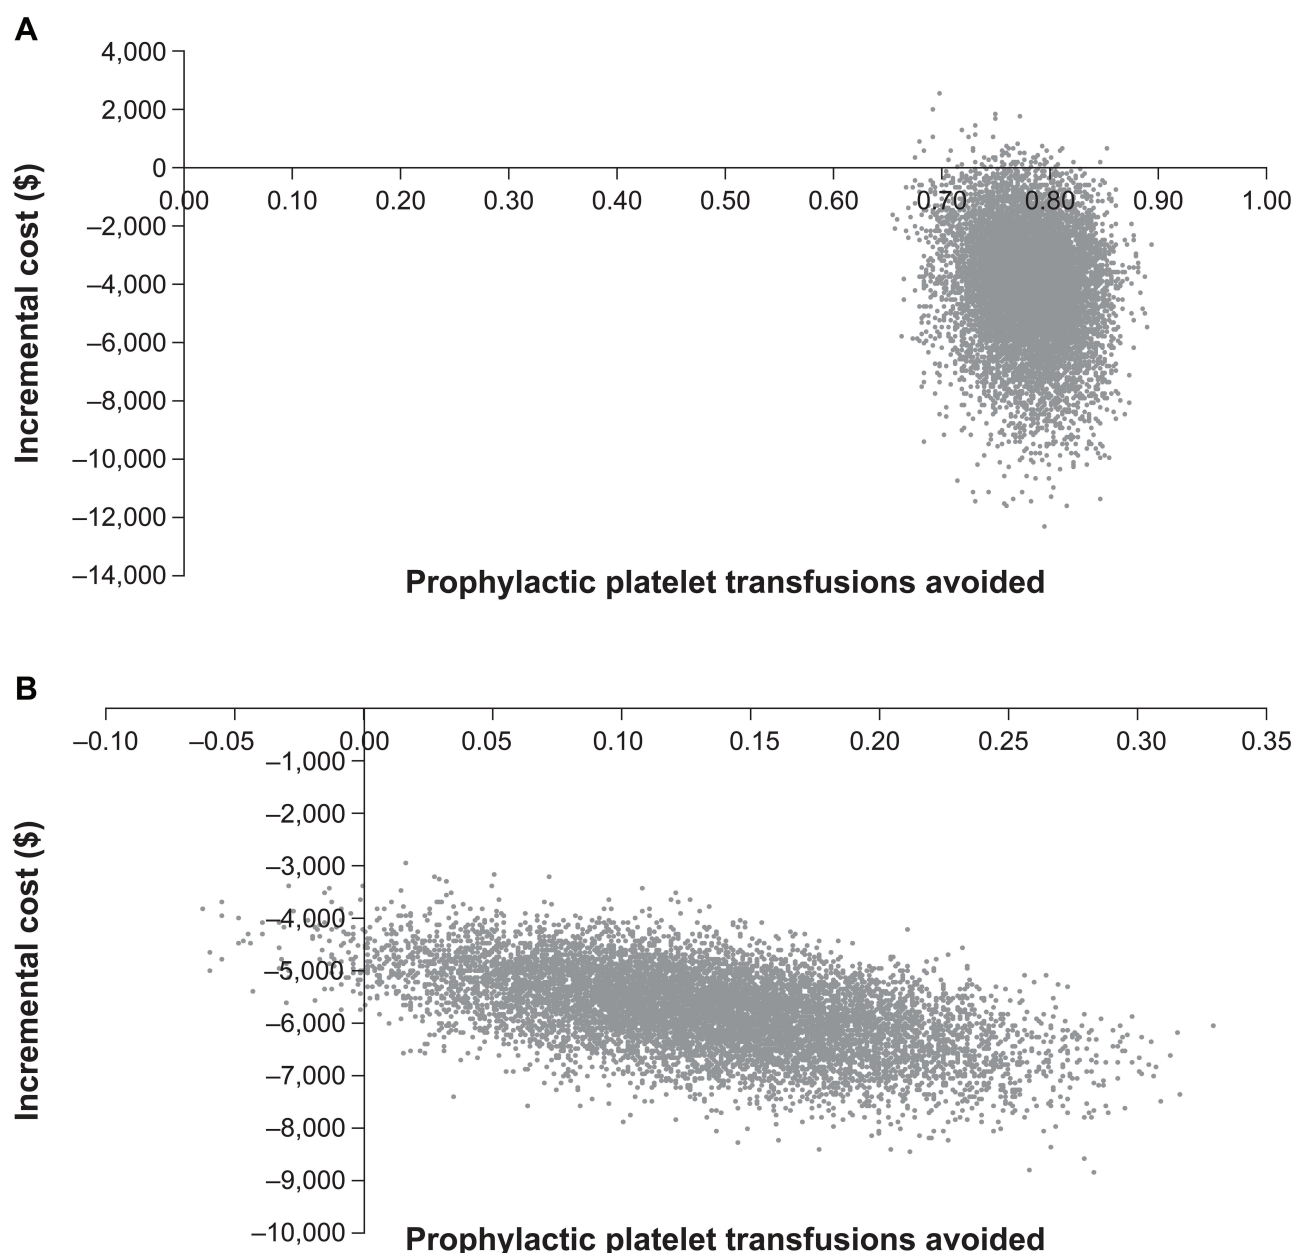 A
4,000
2,000
0
0.00 0.10 0.20 0.30 0.40 0.50 0.60 0.70 0.80 0.90 1.00
–2,000
–4,000
–6,000
–8,000
–10,000
–12,000
–14,000
Incremental cost ($)
Prophylactic platelet transfusions avoided
B
–0.10 –0.05 0.00 0.05 0.10 0.15 0.20 0.25 0.30 0.35
–1,000
–2,000
–3,000
–4,000
–5,000
–6,000
–7,000
–8,000
–9,000
–10,000
Incremental cost ($)
Prophylactic platelet transfusions avoided